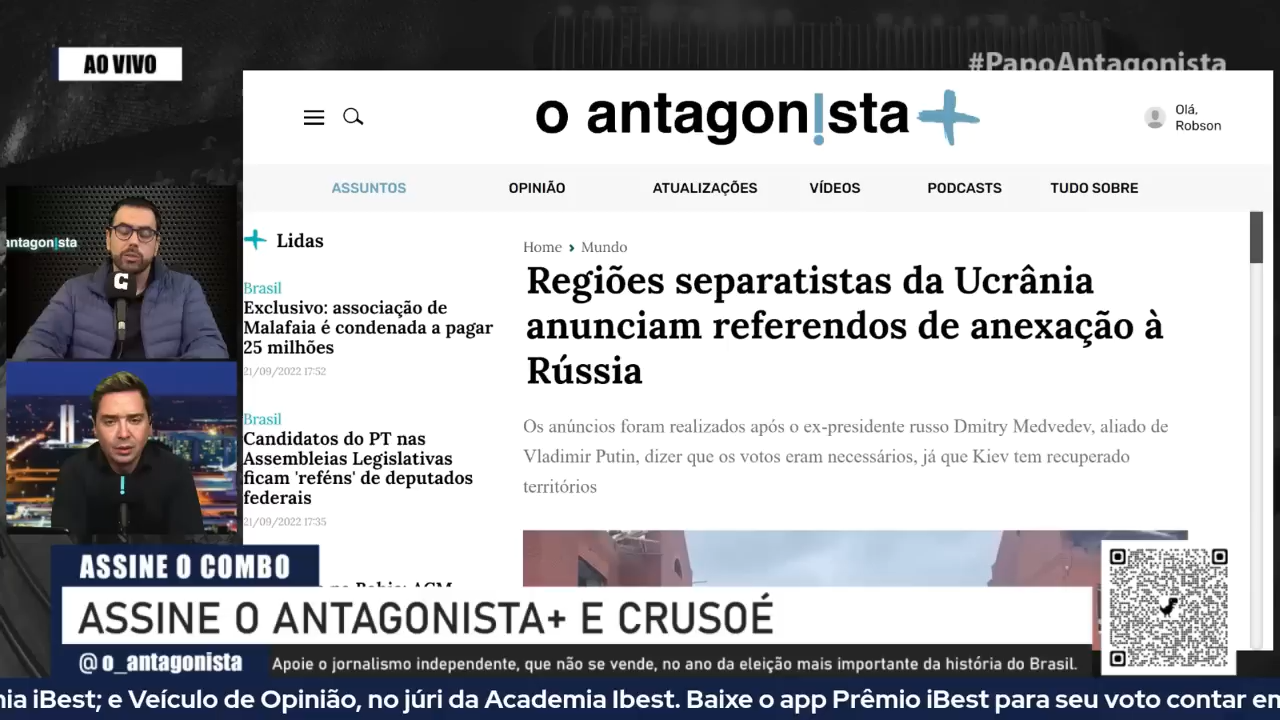 AO VIVO
#PapoAntagonista
o antagon!sta+
Olá,
Robson
ASSUNTOS
OPINIÃO
ATUALIZAÇÕES
VÍDEOS
PODCASTS
TUDO SOBRE
antagon!sta
+ Lidas
Brasil
Exclusivo: associação de
Malafaia é condenada a pagar
25 milhões
21/09/2022 17:52
Brasil
Candidatos do PT nas
Assembleias Legislativas
ficam 'reféns' de deputados
federais
21/09/2022 17:35
Home › Mundo
Regiões separatistas da Ucrânia
anunciam referendos de anexação à
Rússia
Os anúncios foram realizados após o ex-presidente russo Dmitry Medvedev, aliado de
Vladimir Putin, dizer que os votos eram necessários, já que Kiev tem recuperado
territórios
ASSINE O COMBO
ASSINE O ANTAGONISTA+ E CRUSOÉ
@o_antagonista
Apoie o jornalismo independente, que não se vende, no ano da eleição mais importante da história do Brasil.
iBest; e Veículo de Opinião, no júri da Academia Ibest. Baixe o app Prêmio iBest para seu voto contar